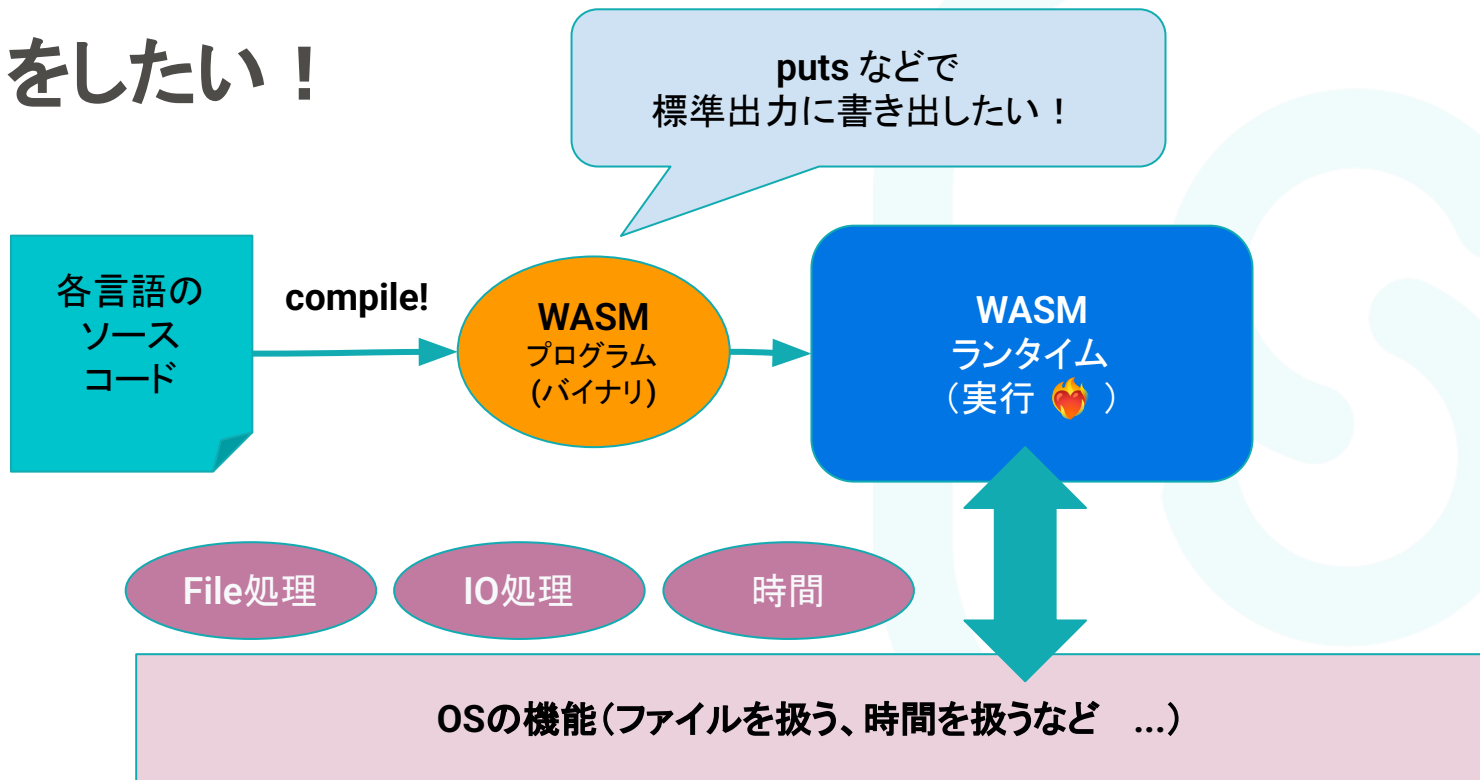 をしたい！
puts などで
標準出力に書き出したい！
各言語の
ソース
コード
compile!
WASM
プログラム
(バイナリ)
WASM
ランタイム
（実行 ❤️‍🔥 ）
File処理
IO処理
時間
OSの機能（ファイルを扱う、時間を扱うなど ...）